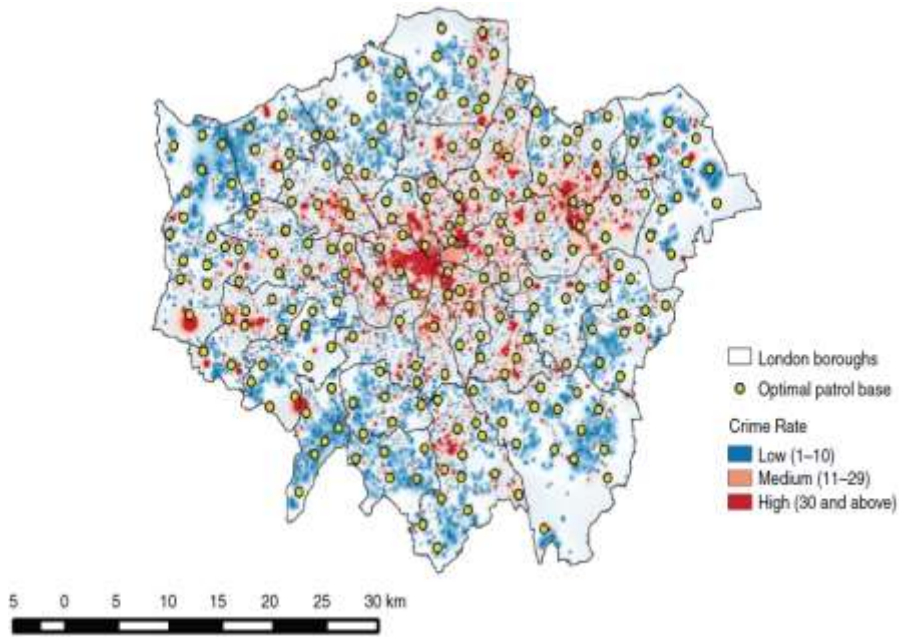 London boroughs
Optimal patrol base
Crime Rate
Low (1–10)
Medium (11–29)
High (30 and above)
5 0 5 10 15 20 25 30 km